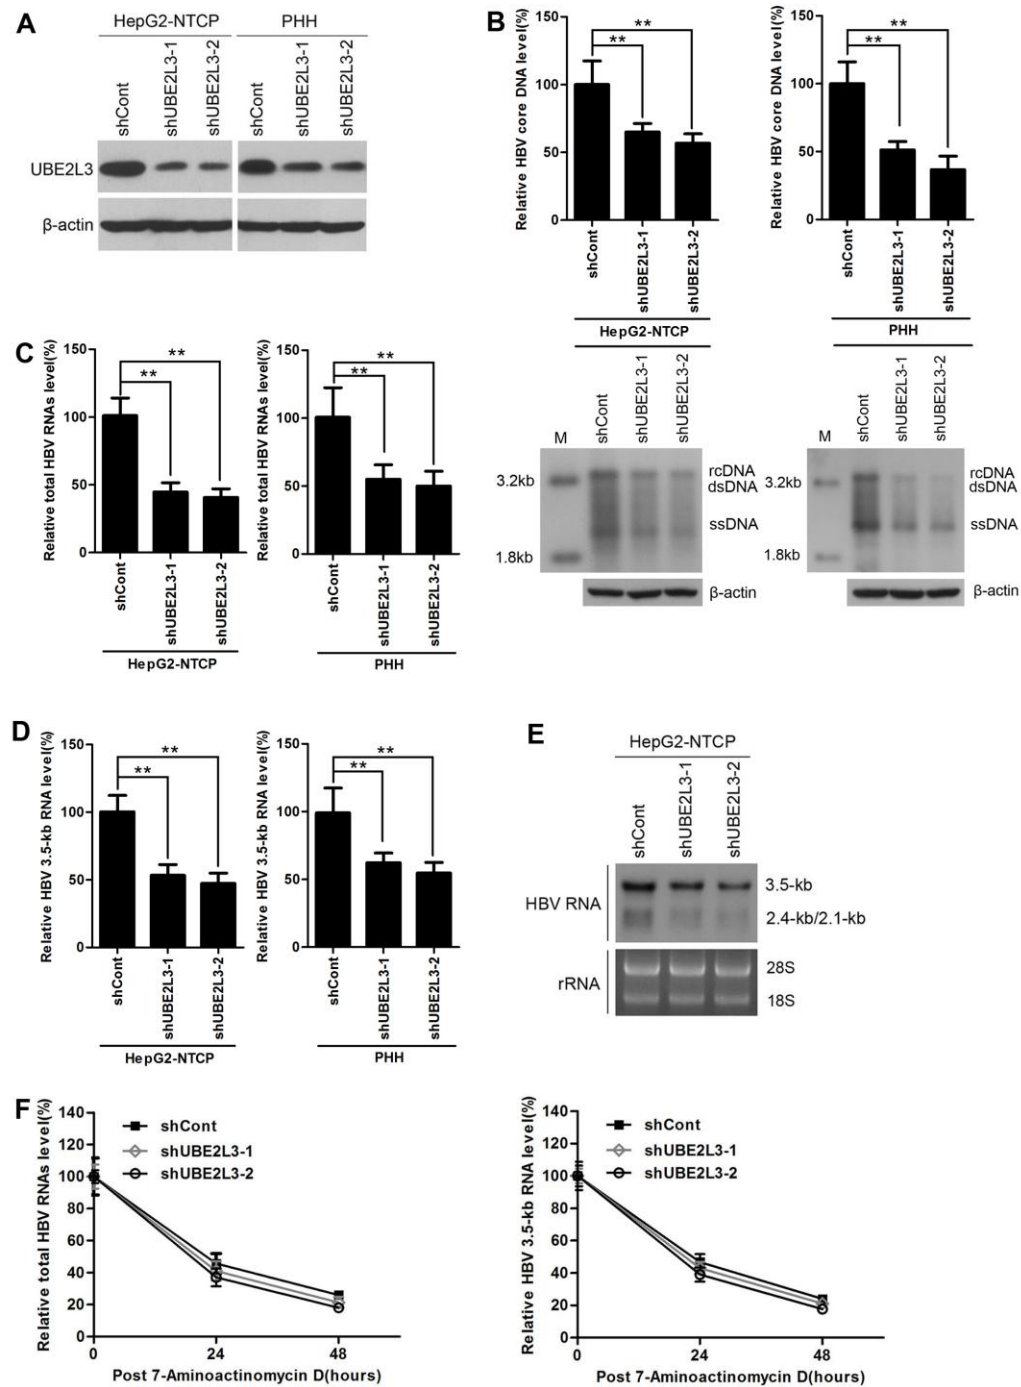 A
HepG2-NTCP PHH
shCont shUBE2L3-1 shUBE2L3-2 shCont shUBE2L3-1 shUBE2L3-2
UBE2L3
β-actin
B
Relative HBV core DNA level(%)
150
100
50
0
** **
shCont shUBE2L3-1 shUBE2L3-2
HepG2-NTCP
Relative HBV core DNA level(%)
150
100
50
0
** **
shCont shUBE2L3-1 shUBE2L3-2
PHH
M shCont shUBE2L3-1 shUBE2L3-2
3.2kb
1.8kb
rcDNA
dsDNA
ssDNA
β-actin
M shCont shUBE2L3-1 shUBE2L3-2
3.2kb
1.8kb
rcDNA
dsDNA
ssDNA
β-actin
C
Relative total HBV RNAs level(%)
150
100
50
0
** **
shCont shUBE2L3-1 shUBE2L3-2
HepG2-NTCP
Relative total HBV RNAs level(%)
150
100
50
0
** **
shCont shUBE2L3-1 shUBE2L3-2
PHH
D
Relative HBV 3.5-kb RNA level(%)
150
100
50
0
** **
shCont shUBE2L3-1 shUBE2L3-2
HepG2-NTCP
Relative HBV 3.5-kb RNA level(%)
150
100
50
0
** **
shCont shUBE2L3-1 shUBE2L3-2
PHH
E
HepG2-NTCP
shCont shUBE2L3-1 shUBE2L3-2
HBV RNA
3.5-kb
2.4-kb/2.1-kb
rRNA
28S
18S
F
Relative total HBV RNAs level(%)
140
120
100
80
60
40
20
0
shCont
shUBE2L3-1
shUBE2L3-2
0 24 48
Post 7-Aminoactinomycin D(hours)
Relative HBV 3.5-kb RNA level(%)
140
120
100
80
60
40
20
0
shCont
shUBE2L3-1
shUBE2L3-2
0 24 48
Post 7-Aminoactinomycin D(hours)